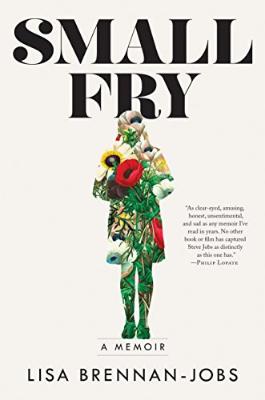 SMALL
FRY
"As clear-eyed, amusing,
honest, unsentimental,
and sad as any memoir I've
read in years. No other
book or film has captured
Steve Jobs as distinctly
as this one has."
—PHILIP LOPATE
A MEMOIR
LISA BRENNAN-JOBS